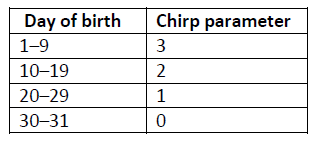 Day of birth Chirp parameter
1–9 3
10–19 2
20–29 1
30–31 0